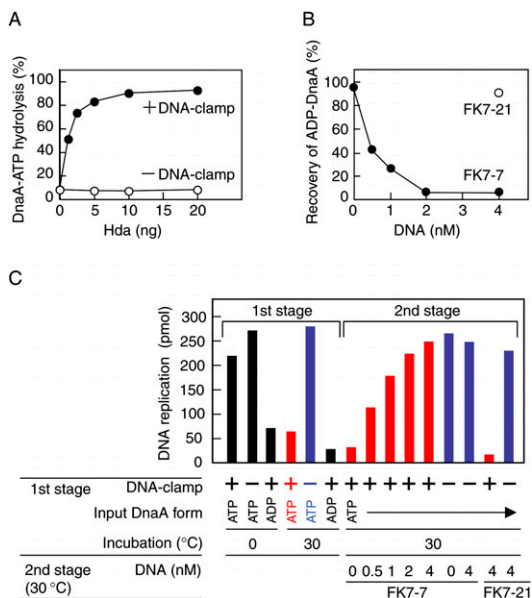 A
DnaA-ATP hydrolysis (%)
100
80
60
40
20
0
+DNA-clamp
−DNA-clamp
0 5 10 15 20
Hda (ng)
B
Recovery of ADP-DnaA (%)
100
80
60
40
20
0
FK7-21
FK7-7
0 1 2 3 4
DNA (nM)
C
DNA replication (pmol)
300
250
200
150
100
50
0
1st stage 2nd stage
1st stage DNA-clamp + + + + − + + + + + + − − + −
Input DnaA form ATP ATP ADP ATP ATP ADP ATP
Incubation (°C) 0 30 30
2nd stage (30 °C) DNA (nM) 0 0.5 1 2 4 0 4 4 4
FK7-7 FK7-21